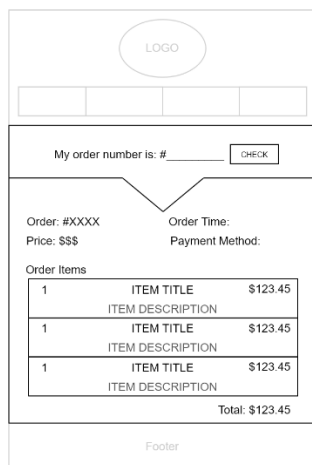 LOGO
My order number is: #__________ CHECK
Order: #XXXX Order Time:
Price: $$$ Payment Method:
Order Items
1 ITEM TITLE $123.45
ITEM DESCRIPTION
1 ITEM TITLE $123.45
ITEM DESCRIPTION
1 ITEM TITLE $123.45
ITEM DESCRIPTION
Total: $123.45
Footer